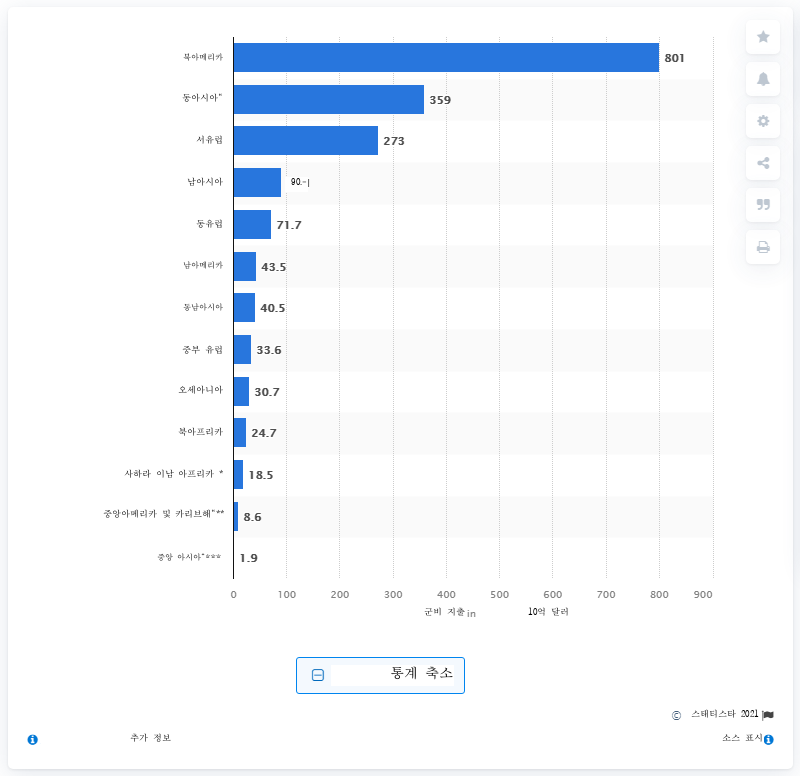 북아메리카 801
동아시아" 359
서유럽 273
남아시아 90.-|
동유럽 71.7
남아메리카 43.5
동남아시아 40.5
중부 유럽 33.6
오세아니아 30.7
북아프리카 24.7
사하라 이남 아프리카 * 18.5
중앙아메리카 및 카리브해"** 8.6
중앙 아시아"*** 1.9
0 100 200 300 400 500 600 700 800 900
군비 지출 in 10억 달러
통계 축소
© 스태티스타 2021
추가 정보 소스 표시